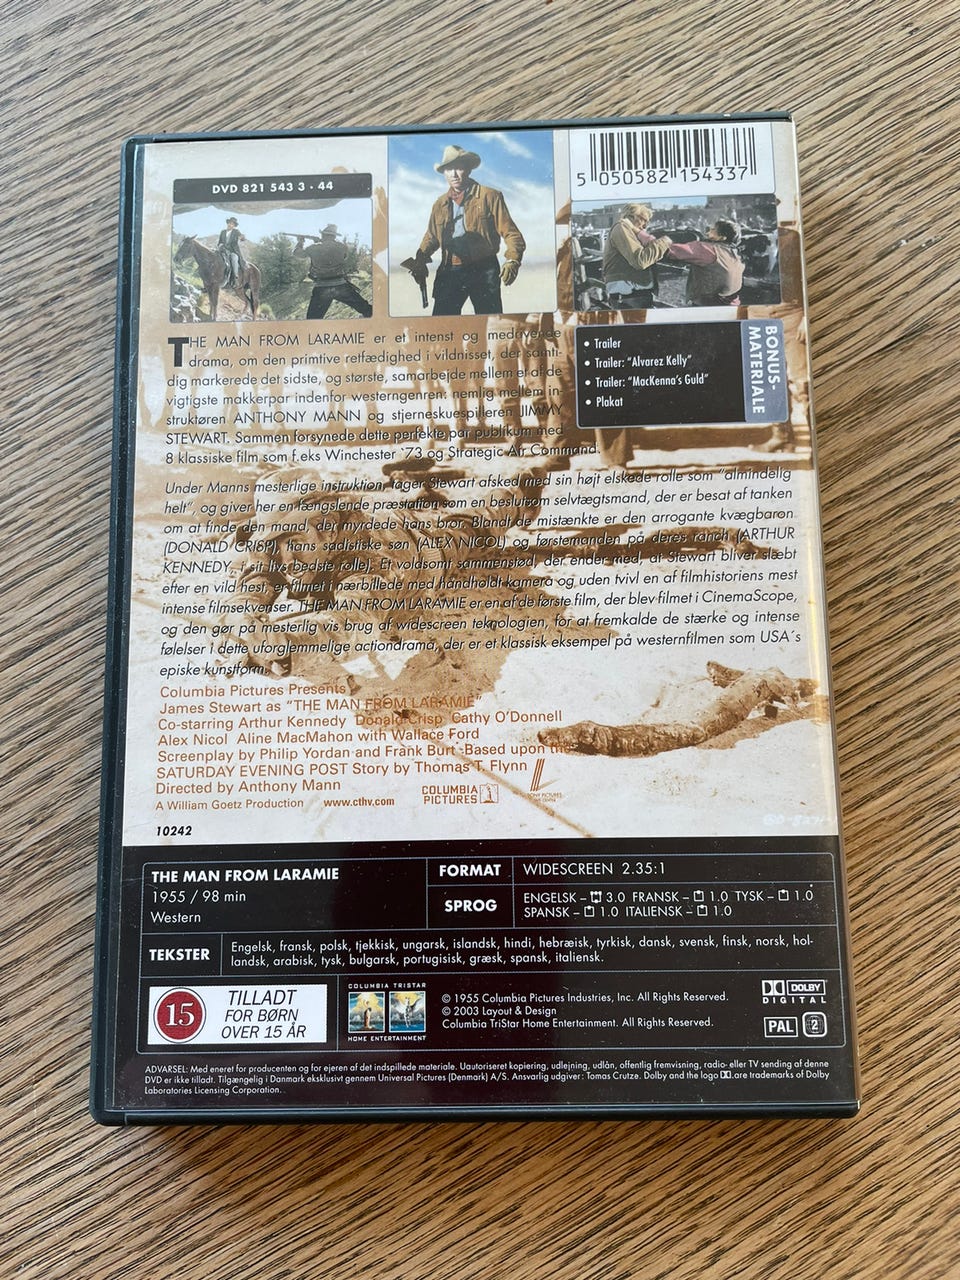 DVD 821 543 3 · 44
5 050582 154337
THE MAN FROM LARAMIE er et intenst og medrivende
drama, om den primtive retfædighed i vildnisset, der samti-
dig markerede det sidste, og største, samarbejde mellem et af de
vigtigste makkerpar indenfor westerngenren: nemlig mellem in-
struktøren ANTHONY MANN og stjerneskuespilleren JIMMY
STEWART. Sammen forsynede dette perfekte par publikum med
8 klassiske film som f.eks Winchester ´73 og Strategic Air Command.
• Trailer
• Trailer: "Alvarez Kelly"
• Trailer: "MacKenna's Guld"
• Plakat
BONUS-
MATERIALE
Under Manns mesterlige instruktion, tager Stewart afsked med sin højt elskede rolle som "almindelig
helt", og giver her en fængslende præstation som en beslutsom selvtægtsmand, der er besat af tanken
om at finde den mand, der myrdede hans bror. Blandt de mistænkte er den arrogante kvægbaron
(DONALD CRISP), hans sadistiske søn (ALEX NICOL) og førstemanden på deres ranch (ARTHUR
KENNEDY, i sit livs bedste rolle). Et voldsomt sammenstød, der ender med, at Stewart bliver slæbt
efter en vild hest, er filmet i nærbillede med håndholdt kamera og uden tvivl en af filmhistoriens mest
intense filmsekvenser. THE MAN FROM LARAMIE er en af de første film, der blev filmet i CinemaScope,
og den gør på mesterlig vis brug af widescreen teknologien, for at fremkalde de stærke og intense
følelser i dette uforglemmelige actiondrama, der er et klassisk eksempel på westernfilmen som USA´s
episke kunstform.
Columbia Pictures Presents
James Stewart as "THE MAN FROM LARAMIE"
Co-starring Arthur Kennedy Donald Crisp Cathy O'Donnell
Alex Nicol Aline MacMahon with Wallace Ford
Screenplay by Philip Yordan and Frank Burt Based upon the
SATURDAY EVENING POST Story by Thomas T. Flynn
Directed by Anthony Mann
A William Goetz Production www.cthv.com
COLUMBIA
PICTURES
10242
THE MAN FROM LARAMIE
1955 / 98 min
Western
FORMAT WIDESCREEN 2.35:1
SPROG ENGELSK – 3.0 FRANSK – 1.0 TYSK – 1.0
SPANSK – 1.0 ITALIENSK – 1.0
TEKSTER Engelsk, fransk, polsk, tjekkisk, ungarsk, islandsk, hindi, hebræisk, tyrkisk, dansk, svensk, finsk, norsk, hol-
landsk, arabisk, tysk, bulgarsk, portugisisk, græsk, spansk, italiensk.
15
TILLADT
FOR BØRN
OVER 15 ÅR
COLUMBIA TRISTAR
HOME ENTERTAINMENT
© 1955 Columbia Pictures Industries, Inc. All Rights Reserved.
© 2003 Layout & Design
Columbia TriStar Home Entertainment. All Rights Reserved.
DOLBY
DIGITAL
PAL 2
ADVARSEL: Med eneret for producenten og for ejeren af det indspillede materiale. Uautoriseret kopiering, udlejning, udlån, offentlig fremvisning, radio- eller TV sending af denne
DVD er ikke tilladt. Tilgængelig i Danmark eksklusivt gennem Universal Pictures (Denmark) A/S. Ansvarlig udgiver: Tomas Crutze. Dolby and the logo are trademarks of Dolby
Laboratories Licensing Corporation.